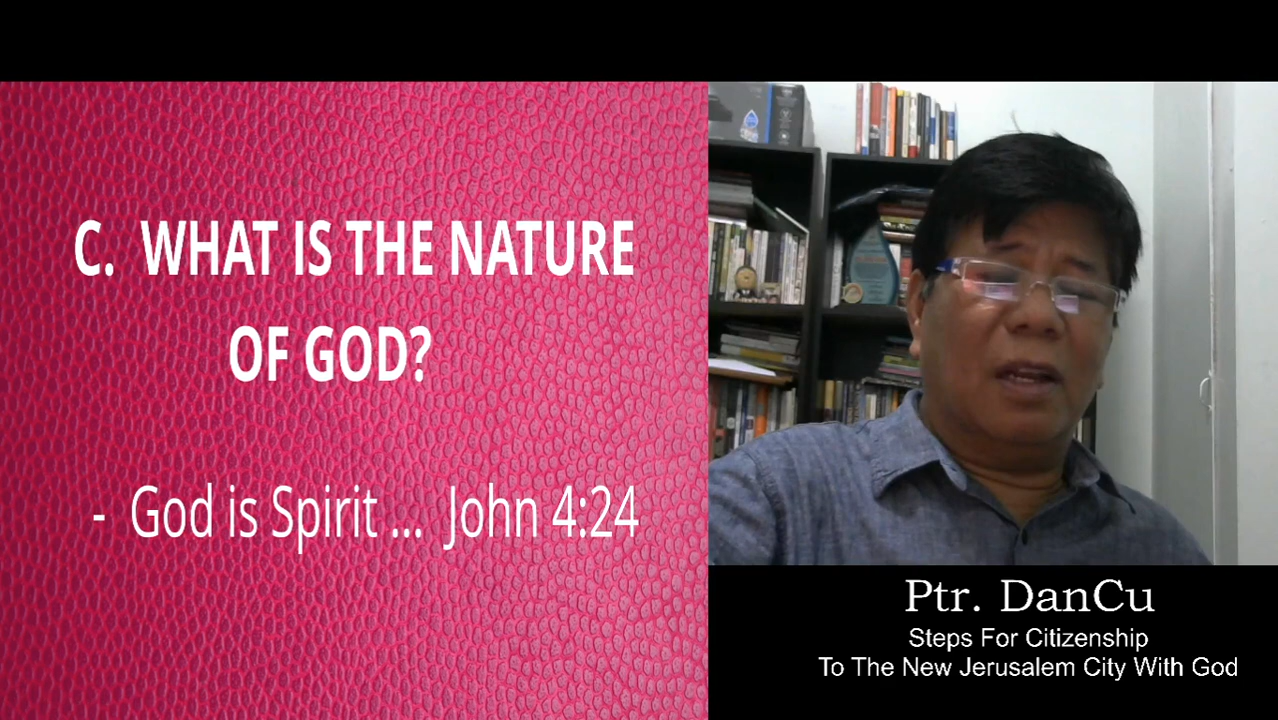 C. WHAT IS THE NATURE
OF GOD?
- God is Spirit ... John 4:24
Ptr. DanCu
Steps For Citizenship
To The New Jerusalem City With God